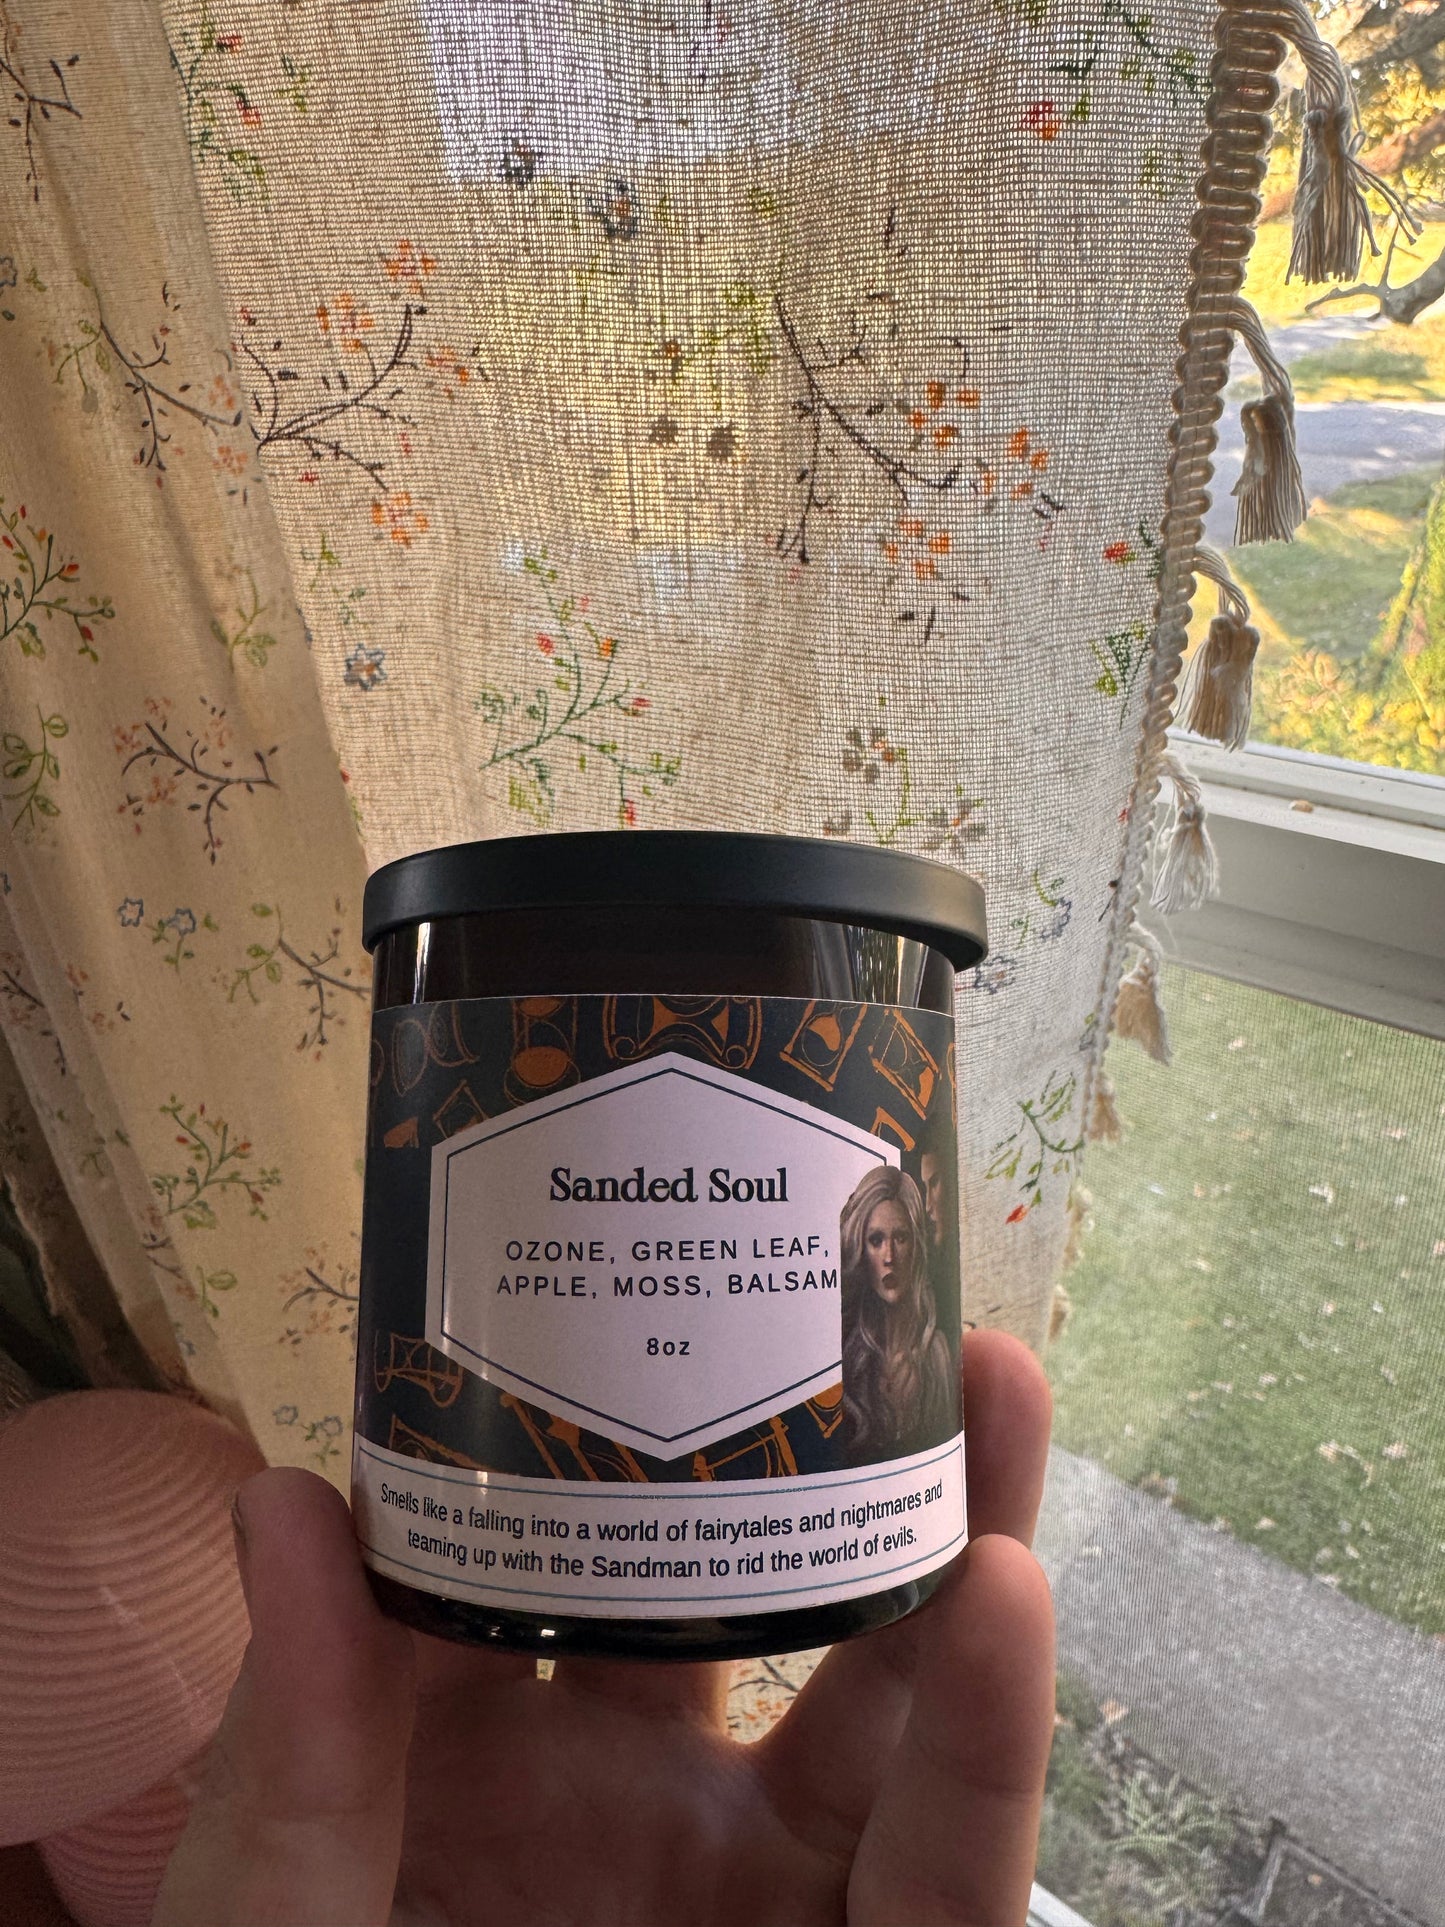 Sanded Soul
OZONE, GREEN LEAF,
APPLE, MOSS, BALSAM
8oz
Smells like a falling into a world of fairytales and nightmares and
teaming up with the Sandman to rid the world of evils.